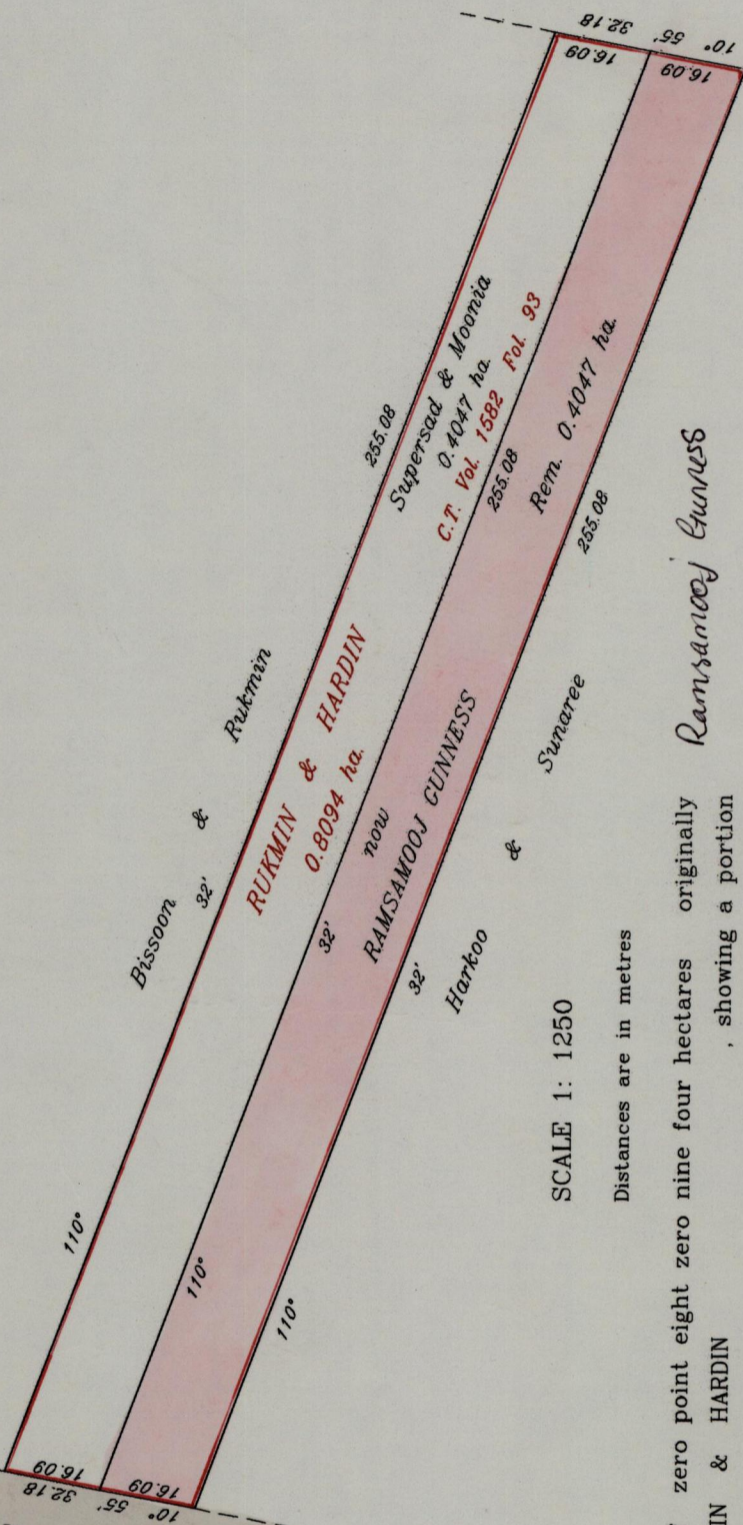 Bissoon & Rukmin
110° 32' 255.08
RUKMIN & HARDIN
0.8094 ha.
Supersad & Moonia
0.4047 ha.
C.T. Vol. 1582 Fol. 93
110° 32' 255.08
now
RAMSAMOOJ GUNNESS
Rem. 0.4047 ha.
110° 32' 255.08
Harkoo & Sunaree
10° 55' 32.18
16.09 16.09
10° 55' 32.18
16.09 16.09
SCALE 1: 1250
Distances are in metres
zero point eight zero nine four hectares originally Ramsamooj Gunness
IN & HARDIN , showing a portion